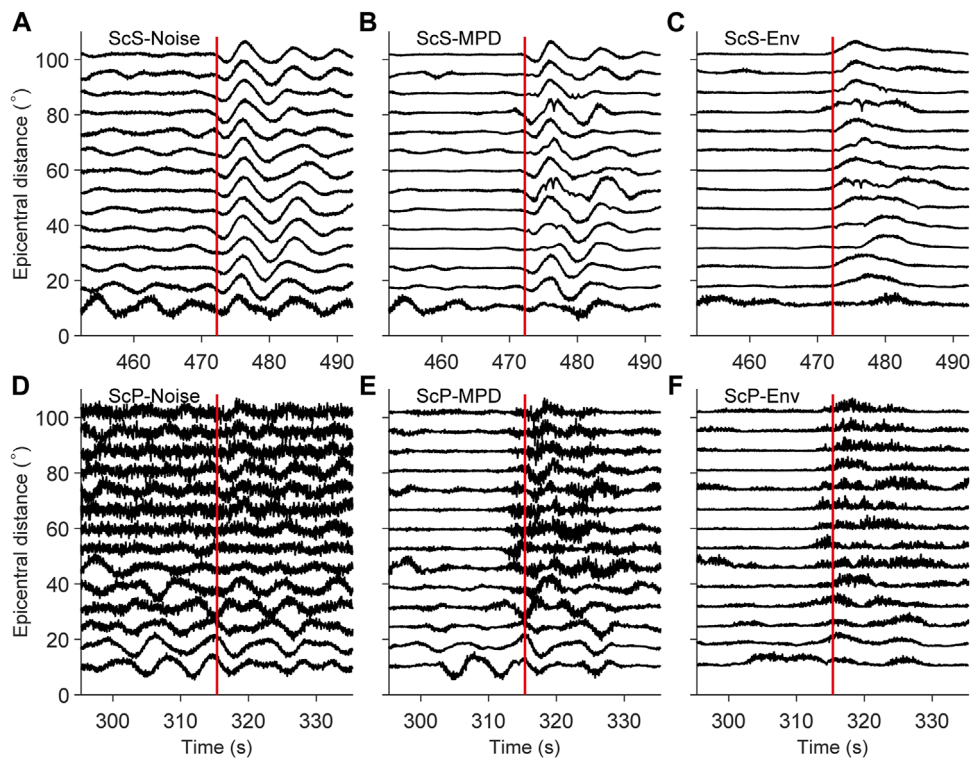 A ScS-Noise
B ScS-MPD
C ScS-Env
Epicentral distance (°)
100
80
60
40
20
0
460 470 480 490
460 470 480 490
460 470 480 490
D ScP-Noise
E ScP-MPD
F ScP-Env
Epicentral distance (°)
100
80
60
40
20
0
300 310 320 330
300 310 320 330
300 310 320 330
Time (s)
Time (s)
Time (s)